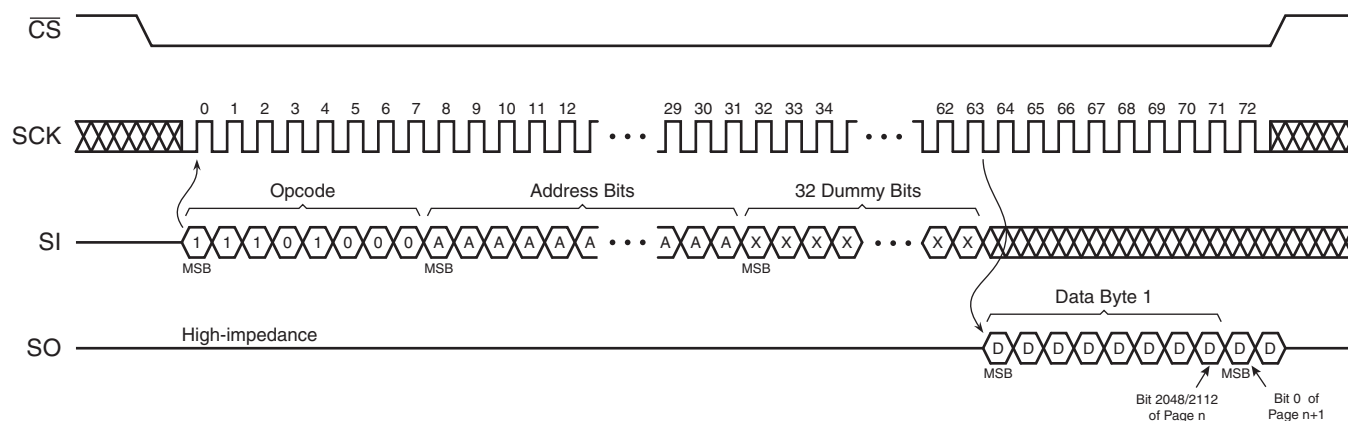 CS
0 1 2 3 4 5 6 7 8 9 10 11 12 29 30 31 32 33 34 62 63 64 65 66 67 68 69 70 71 72
SCK
Opcode Address Bits 32 Dummy Bits
SI 1 1 1 0 1 0 0 0 A A A A A A A A A X X X X X X
MSB MSB MSB
Data Byte 1
High-impedance
SO D D D D D D D D D D
MSB MSB
Bit 2048/2112 Bit 0 of
of Page n Page n+1